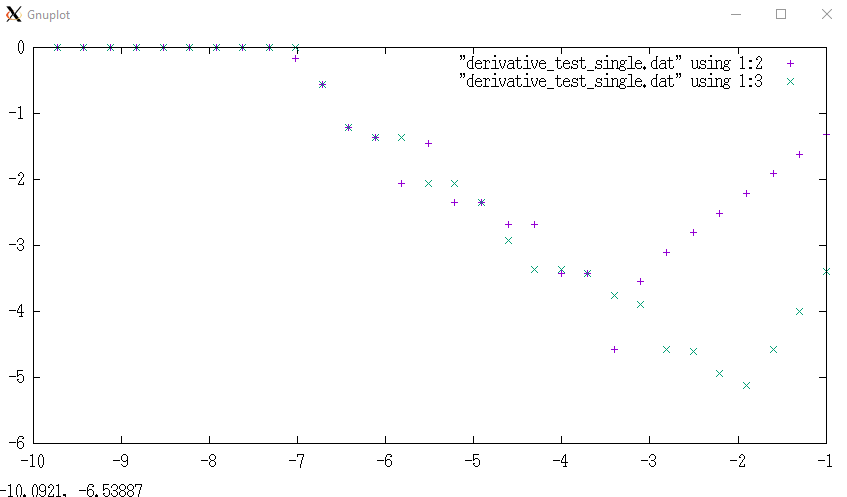 Gnuplot
"derivative_test_single.dat" using 1:2
"derivative_test_single.dat" using 1:3
0
-1
-2
-3
-4
-5
-6
-10 -9 -8 -7 -6 -5 -4 -3 -2 -1
-10.0921, -6.53887